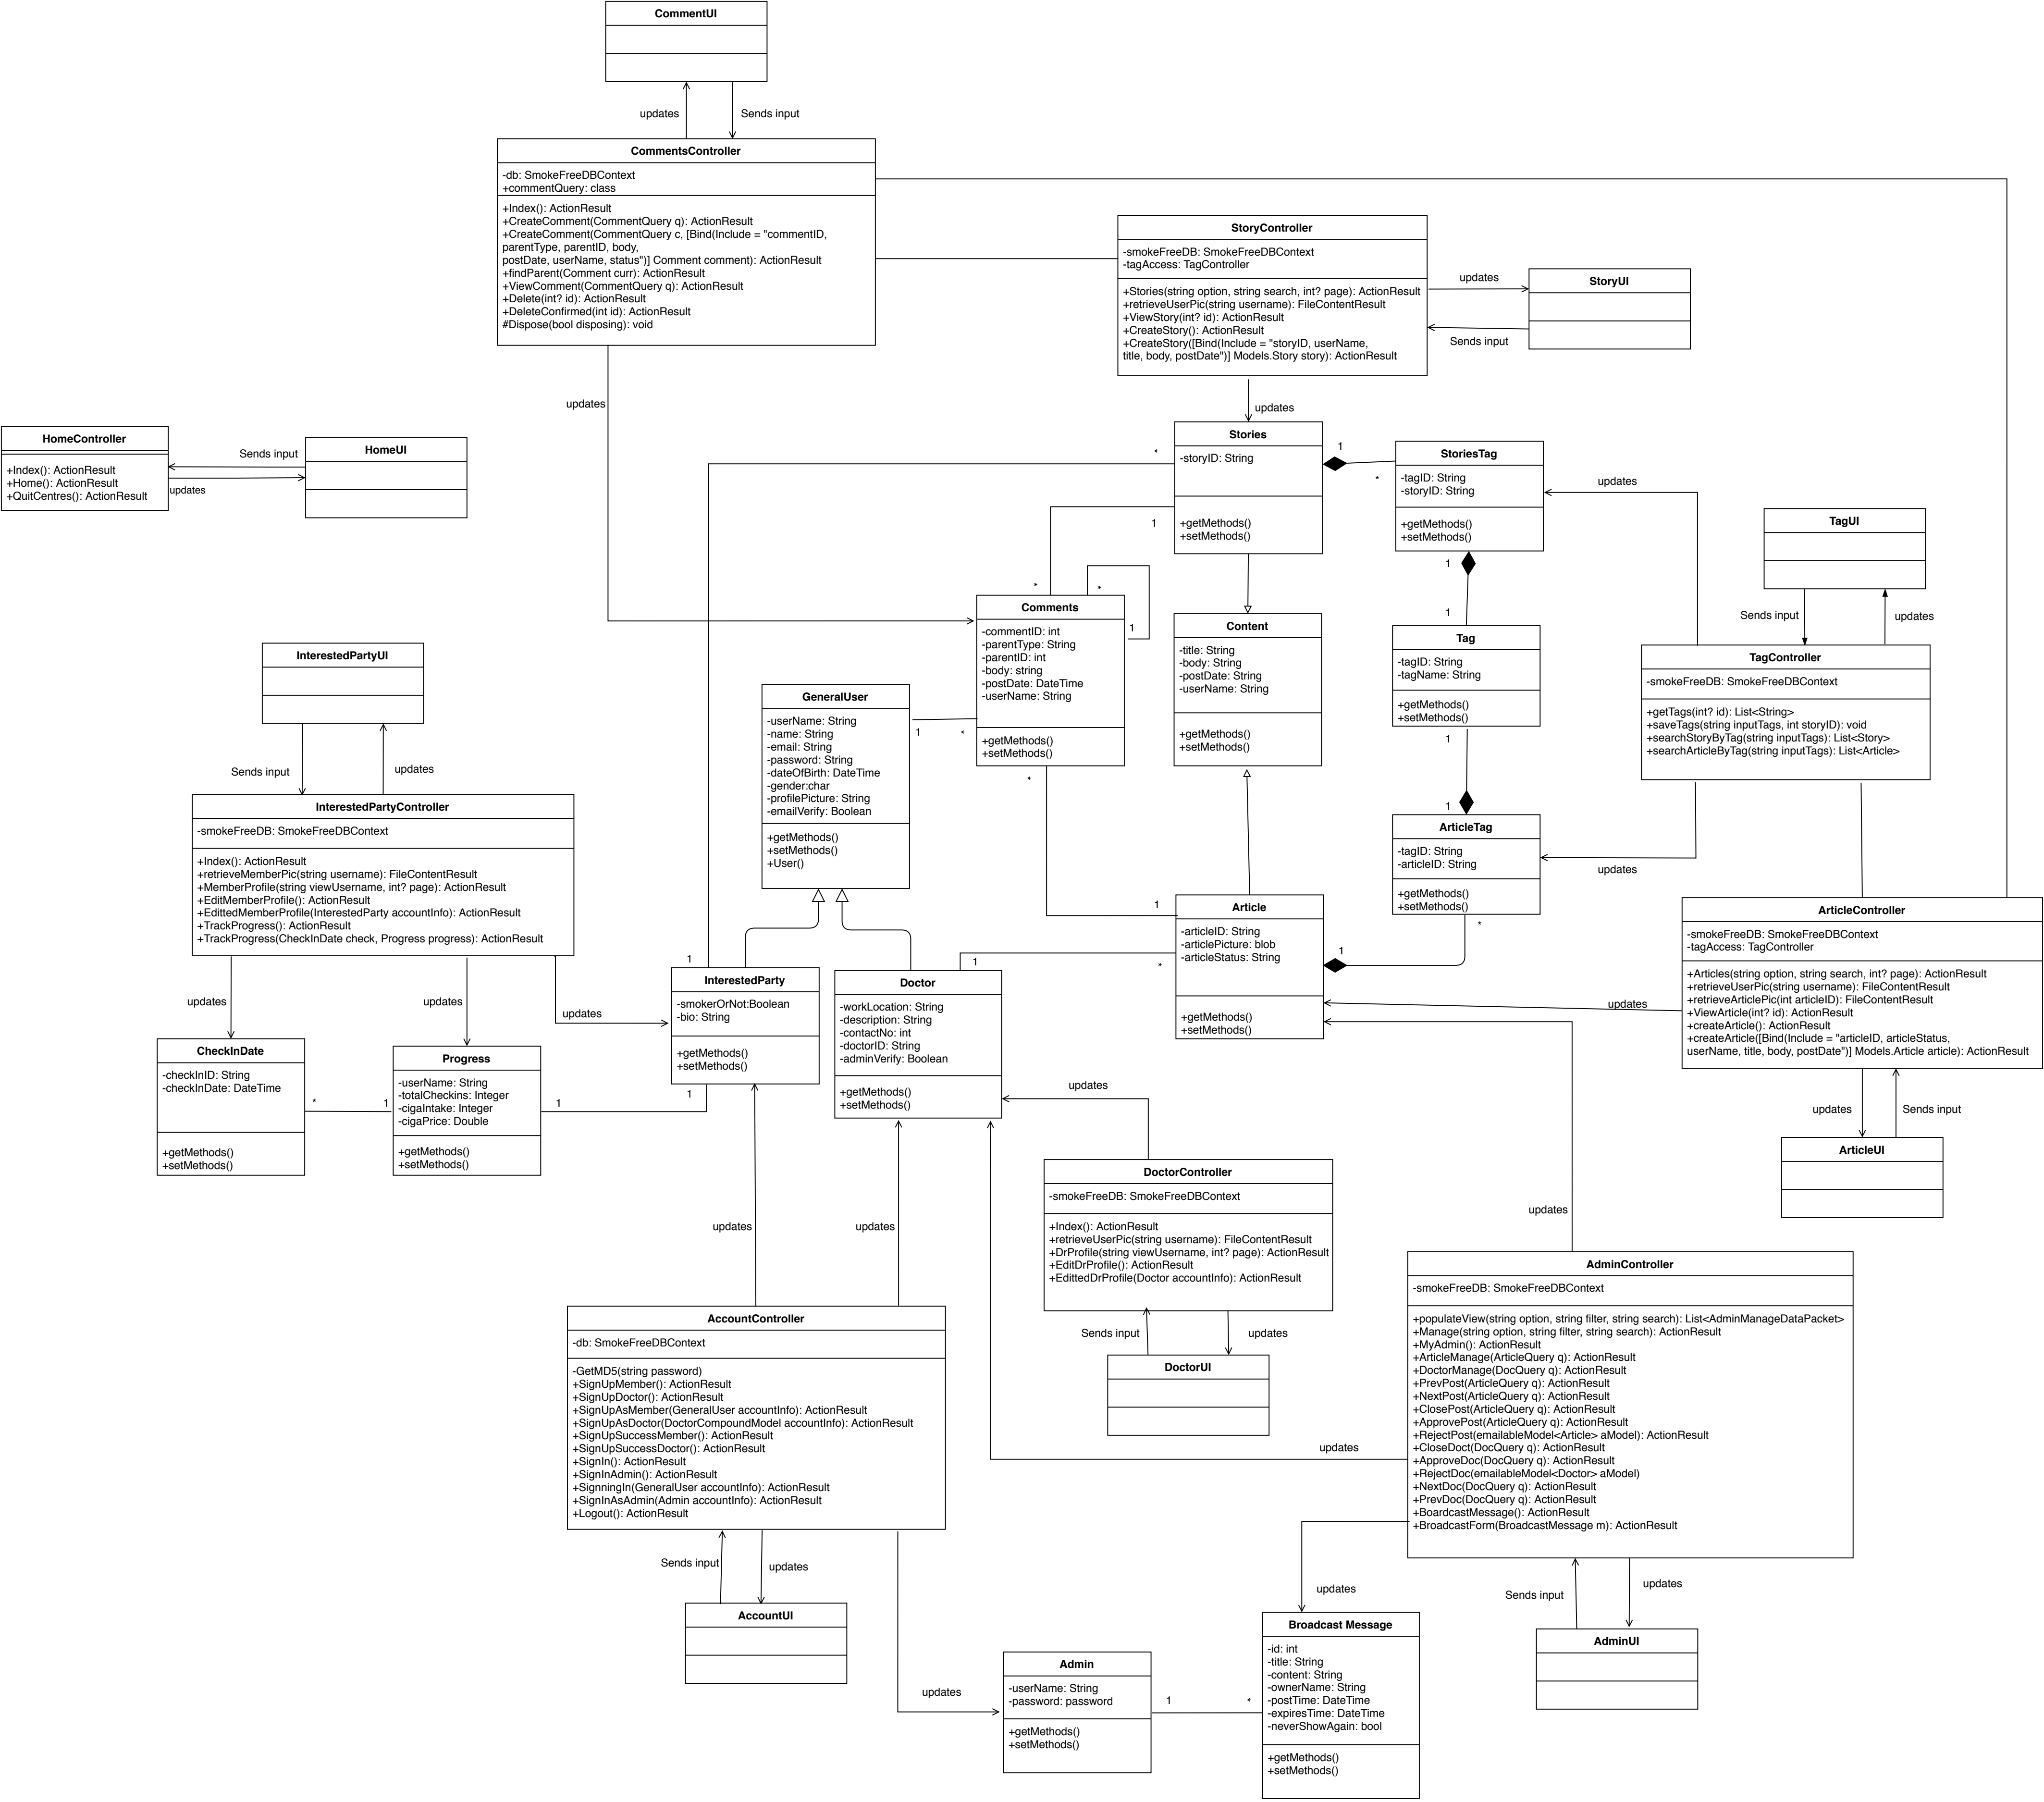 CommentUI
updates
Sends input
CommentsController
-db: SmokeFreeDBContext
+commentQuery: class
+Index(): ActionResult
+CreateComment(CommentQuery q): ActionResult
+CreateComment(CommentQuery c, [Bind(Include = "commentID,
parentType, parentID, body,
postDate, userName, status")] Comment comment): ActionResult
+findParent(Comment curr): ActionResult
+ViewComment(CommentQuery q): ActionResult
+Delete(int? id): ActionResult
+DeleteConfirmed(int id): ActionResult
#Dispose(bool disposing): void
updates
StoryController
-smokeFreeDB: SmokeFreeDBContext
-tagAccess: TagController
+Stories(string option, string search, int? page): ActionResult
+retrieveUserPic(string username): FileContentResult
+ViewStory(int? id): ActionResult
+CreateStory(): ActionResult
+CreateStory([Bind(Include = "storyID, userName,
title, body, postDate")] Models.Story story): ActionResult
updates
Sends input
StoryUI
updates
HomeController
+Index(): ActionResult
+Home(): ActionResult
+QuitCentres(): ActionResult
Sends input
updates
HomeUI
Stories
-storyID: String
+getMethods()
+setMethods()
*
1
1
*
StoriesTag
-tagID: String
-storyID: String
+getMethods()
+setMethods()
updates
1
1
TagUI
Sends input
updates
*
*
1
Comments
-commentID: int
-parentType: String
-parentID: int
-body: string
-postDate: DateTime
-userName: String
+getMethods()
+setMethods()
Content
-title: String
-body: String
-postDate: String
-userName: String
+getMethods()
+setMethods()
Tag
-tagID: String
-tagName: String
+getMethods()
+setMethods()
1
1
TagController
-smokeFreeDB: SmokeFreeDBContext
+getTags(int? id): List<String>
+saveTags(string inputTags, int storyID): void
+searchStoryByTag(string inputTags): List<Story>
+searchArticleByTag(string inputTags): List<Article>
updates
InterestedPartyUI
Sends input
updates
GeneralUser
-userName: String
-name: String
-email: String
-password: String
-dateOfBirth: DateTime
-gender:char
-profilePicture: String
-emailVerify: Boolean
+getMethods()
+setMethods()
+User()
1
*
*
1
InterestedPartyController
-smokeFreeDB: SmokeFreeDBContext
+Index(): ActionResult
+retrieveMemberPic(string username): FileContentResult
+MemberProfile(string viewUsername, int? page): ActionResult
+EditMemberProfile(): ActionResult
+EdittedMemberProfile(InterestedParty accountInfo): ActionResult
+TrackProgress(): ActionResult
+TrackProgress(CheckInDate check, Progress progress): ActionResult
updates
updates
updates
ArticleTag
-tagID: String
-articleID: String
+getMethods()
+setMethods()
*
1
Article
-articleID: String
-articlePicture: blob
-articleStatus: String
+getMethods()
+setMethods()
ArticleController
-smokeFreeDB: SmokeFreeDBContext
-tagAccess: TagController
+Articles(string option, string search, int? page): ActionResult
+retrieveUserPic(string username): FileContentResult
+retrieveArticlePic(int articleID): FileContentResult
+ViewArticle(int? id): ActionResult
+createArticle(): ActionResult
+createArticle([Bind(Include = "articleID, articleStatus,
userName, title, body, postDate")] Models.Article article): ActionResult
updates
updates
Sends input
ArticleUI
1
InterestedParty
-smokerOrNot:Boolean
-bio: String
+getMethods()
+setMethods()
1
1
*
Doctor
-workLocation: String
-description: String
-contactNo: int
-doctorID: String
-adminVerify: Boolean
+getMethods()
+setMethods()
updates
CheckInDate
-checkInID: String
-checkInDate: DateTime
+getMethods()
+setMethods()
*
1
Progress
-userName: String
-totalCheckins: Integer
-cigaIntake: Integer
-cigaPrice: Double
+getMethods()
+setMethods()
1
DoctorController
-smokeFreeDB: SmokeFreeDBContext
+Index(): ActionResult
+retrieveUserPic(string username): FileContentResult
+DrProfile(string viewUsername, int? page): ActionResult
+EditDrProfile(): ActionResult
+EdittedDrProfile(Doctor accountInfo): ActionResult
Sends input
updates
DoctorUI
updates
updates
updates
updates
AdminController
-smokeFreeDB: SmokeFreeDBContext
+populateView(string option, string filter, string search): List<AdminManageDataPacket>
+Manage(string option, string filter, string search): ActionResult
+MyAdmin(): ActionResult
+ArticleManage(ArticleQuery q): ActionResult
+DoctorManage(DocQuery q): ActionResult
+PrevPost(ArticleQuery q): ActionResult
+NextPost(ArticleQuery q): ActionResult
+ClosePost(ArticleQuery q): ActionResult
+ApprovePost(ArticleQuery q): ActionResult
+RejectPost(emailableModel<Article> aModel): ActionResult
+CloseDoct(DocQuery q): ActionResult
+ApproveDoc(DocQuery q): ActionResult
+RejectDoc(emailableModel<Doctor> aModel)
+NextDoc(DocQuery q): ActionResult
+PrevDoc(DocQuery q): ActionResult
+BoardcastMessage(): ActionResult
+BroadcastForm(BroadcastMessage m): ActionResult
AccountController
-db: SmokeFreeDBContext
-GetMD5(string password)
+SignUpMember(): ActionResult
+SignUpDoctor(): ActionResult
+SignUpAsMember(GeneralUser accountInfo): ActionResult
+SignUpAsDoctor(DoctorCompoundModel accountInfo): ActionResult
+SignUpSuccessMember(): ActionResult
+SignUpSuccessDoctor(): ActionResult
+SignIn(): ActionResult
+SignInAdmin(): ActionResult
+SignningIn(GeneralUser accountInfo): ActionResult
+SignInAsAdmin(Admin accountInfo): ActionResult
+Logout(): ActionResult
Sends input
updates
AccountUI
updates
updates
Sends input
updates
AdminUI
Admin
-userName: String
-password: password
+getMethods()
+setMethods()
1
*
Broadcast Message
-id: int
-title: String
-content: String
-ownerName: String
-postTime: DateTime
-expiresTime: DateTime
-neverShowAgain: bool
+getMethods()
+setMethods()